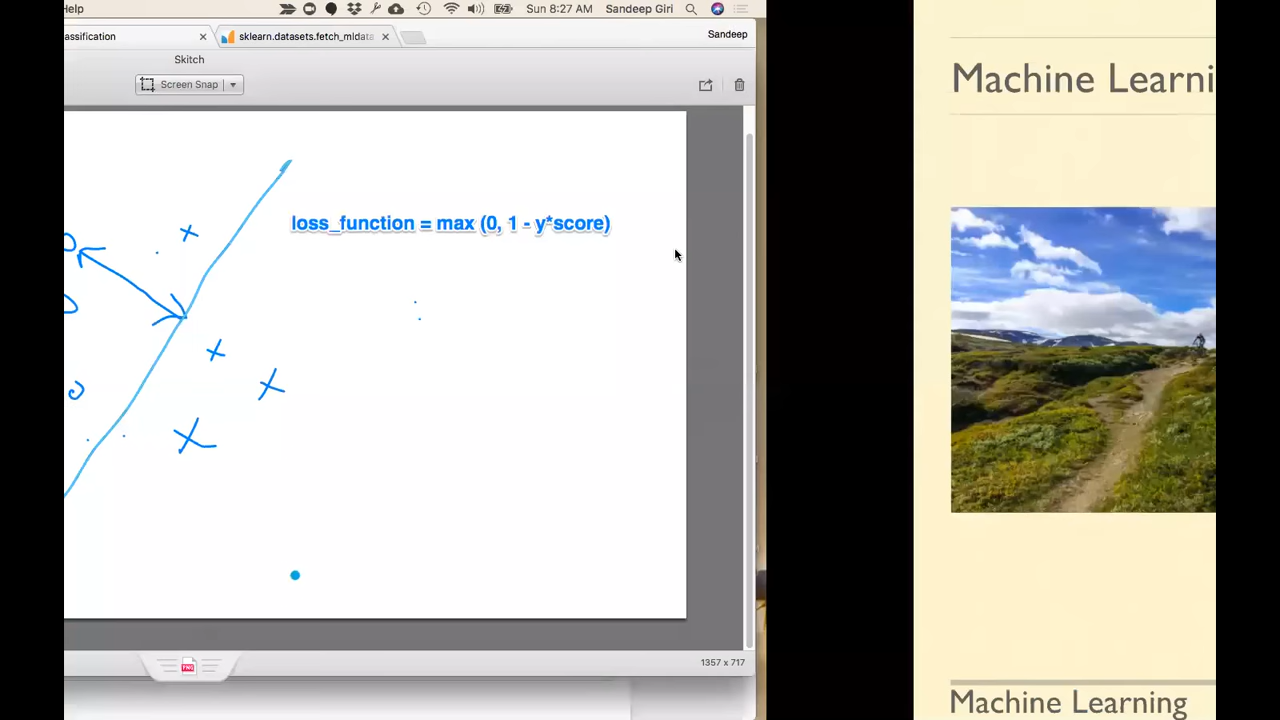 Help
Sun 8:27 AM
Sandeep Giri
assification
sklearn.datasets.fetch_mldata
Sandeep
Skitch
Screen Snap
loss_function = max (0, 1 - y*score)
PNG
1357 x 717
Machine Learni
Machine Learning